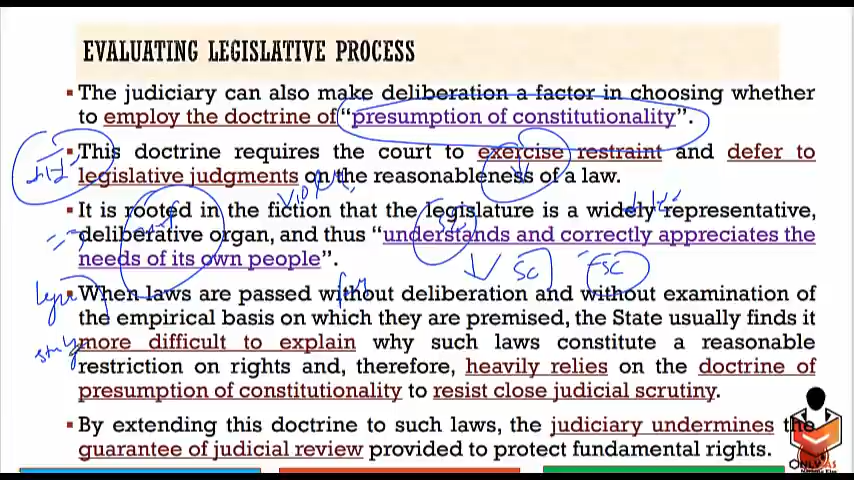 EVALUATING LEGISLATIVE PROCESS
▪The judiciary can also make deliberation a factor in choosing whether
to employ the doctrine of "presumption of constitutionality".
▪This doctrine requires the court to exercise restraint and defer to
legislative judgments on the reasonableness of a law.
▪It is rooted in the fiction that the legislature is a widely representative,
deliberative organ, and thus "understands and correctly appreciates the
needs of its own people".
SC FSC
▪When laws are passed without deliberation and without examination of
the empirical basis on which they are premised, the State usually finds it
more difficult to explain why such laws constitute a reasonable
restriction on rights and, therefore, heavily relies on the doctrine of
presumption of constitutionality to resist close judicial scrutiny.
▪By extending this doctrine to such laws, the judiciary undermines the
guarantee of judicial review provided to protect fundamental rights.